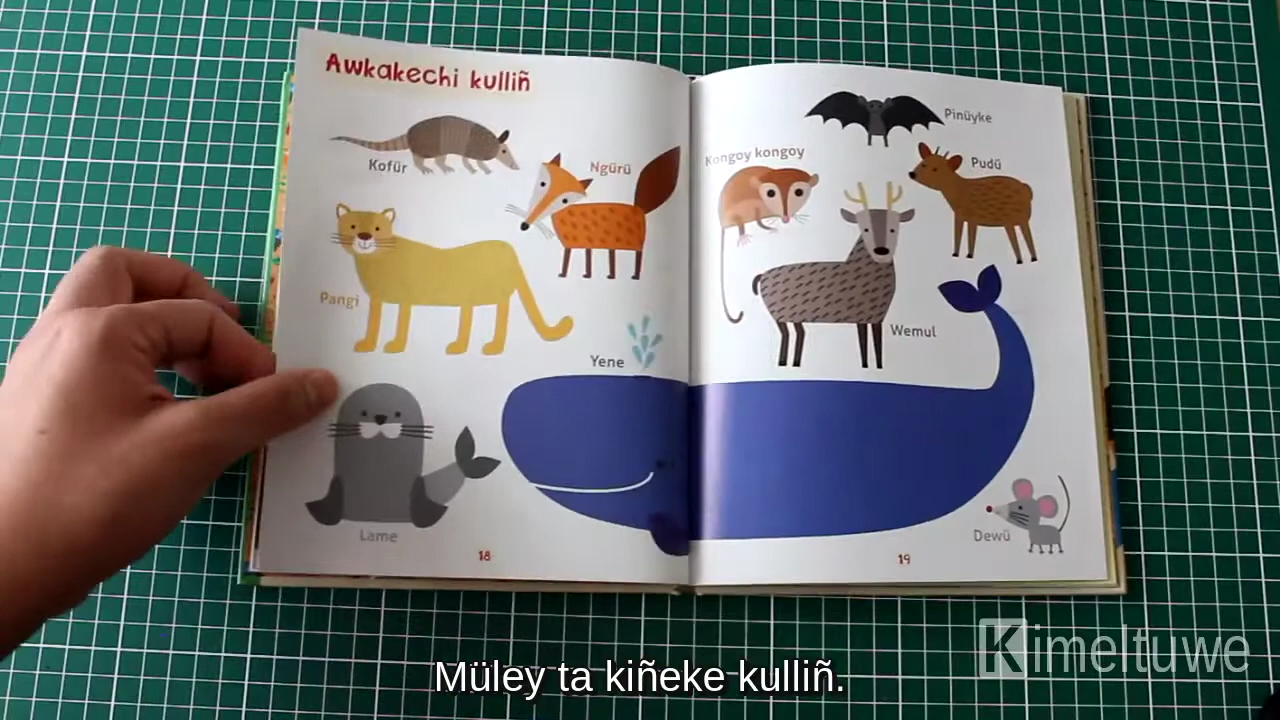 Awkakechi kulliñ
Kofür
Ngürü
Pangi
Yene
Lame
18
Pinüyke
Kongoy kongoy
Pudü
Wemul
Dewü
19
Kimeltuwe
Müley ta kiñeke kulliñ.